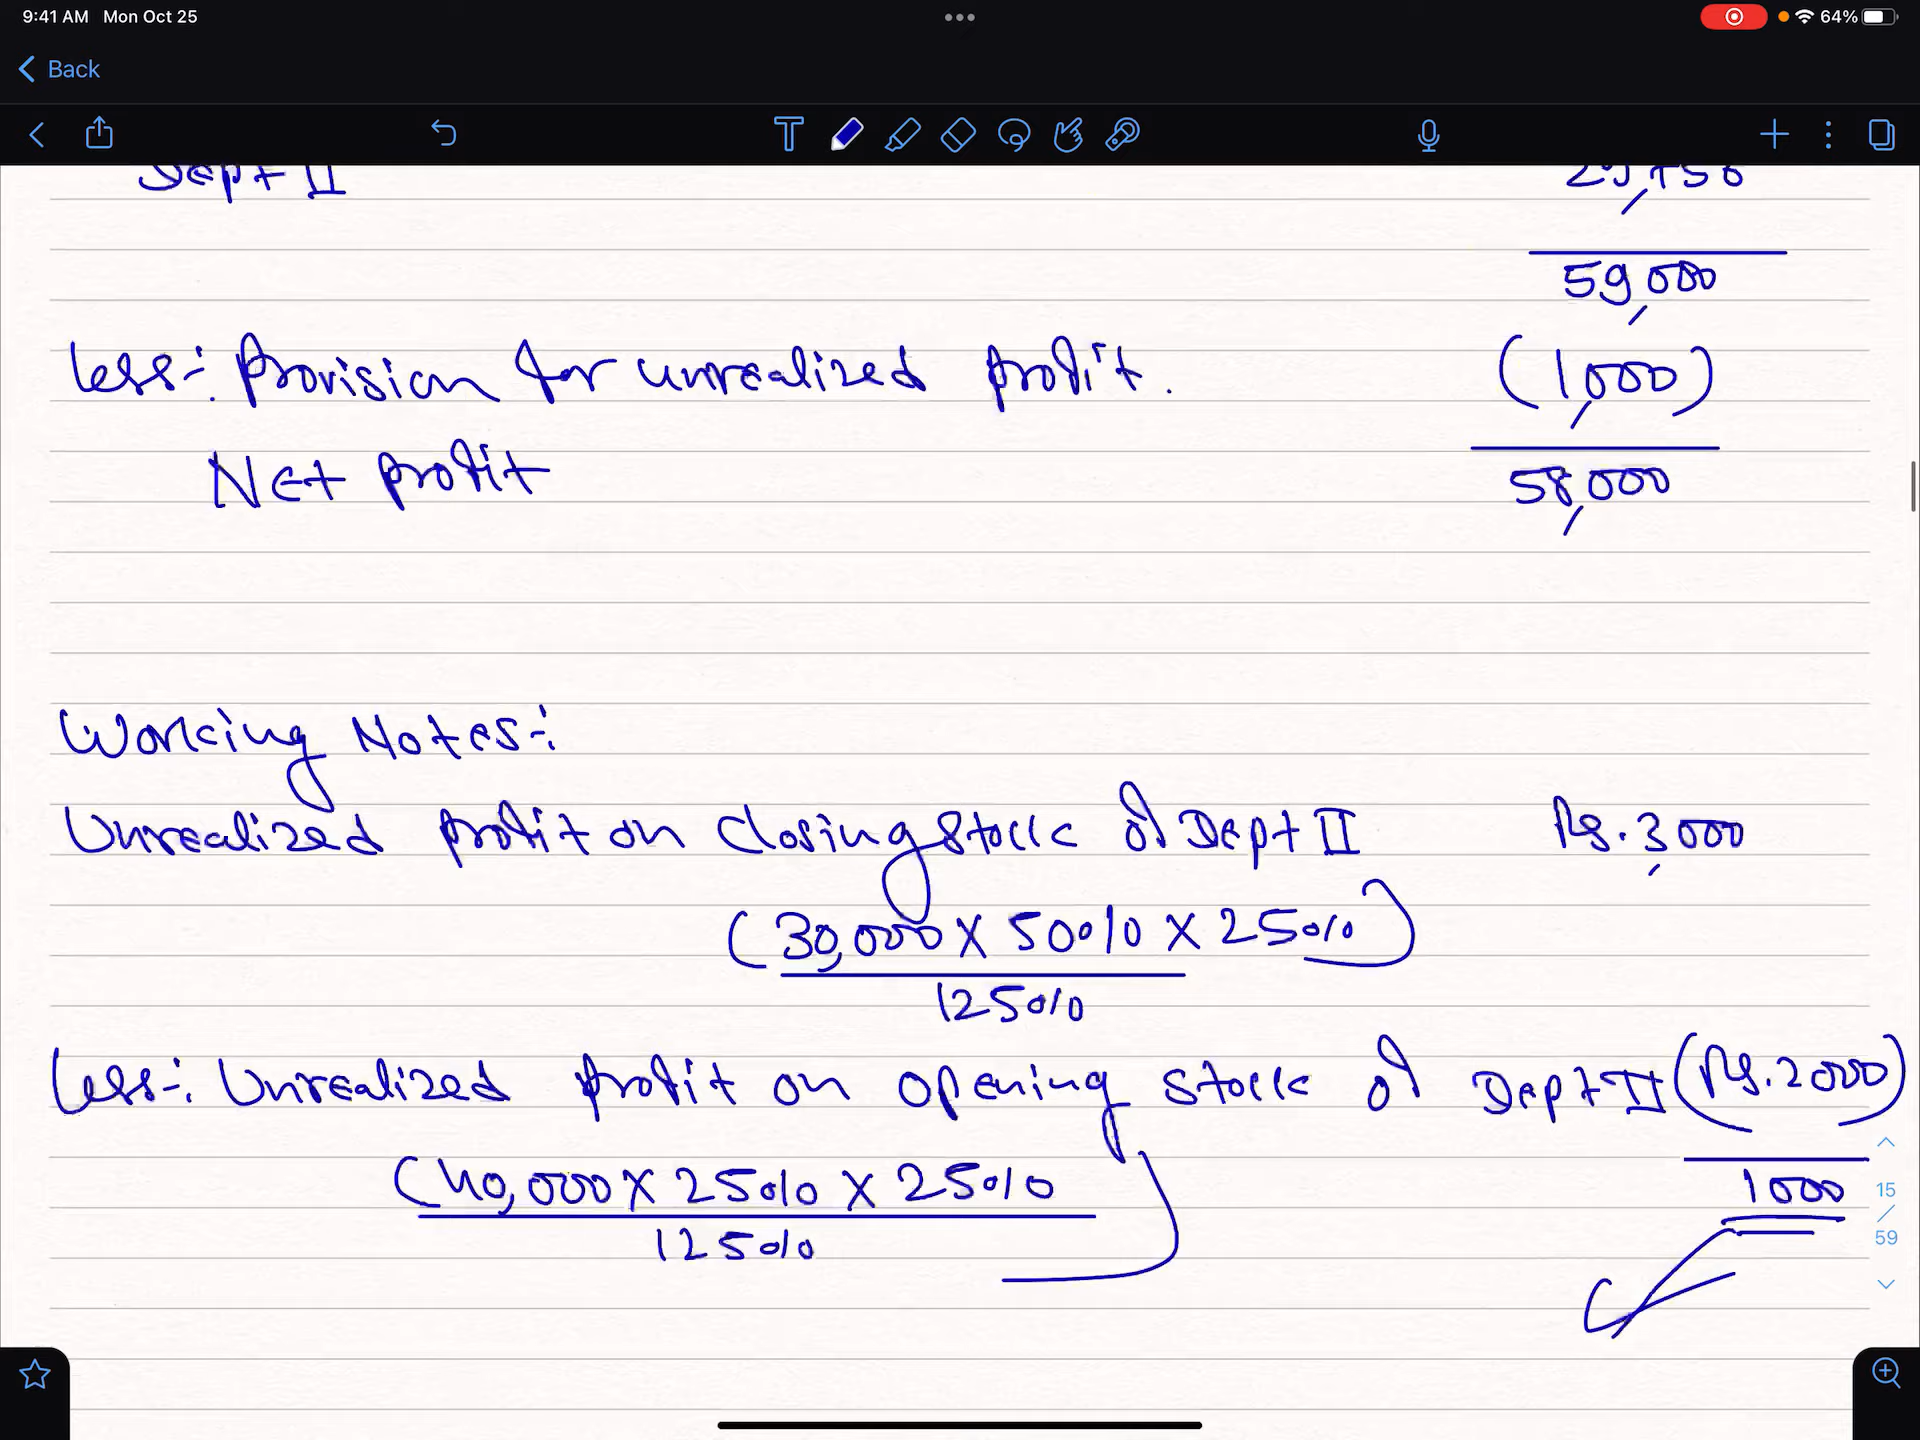 9:41 AM Mon Oct 25
64%
Back
Dept II
59,000
Less:- Provision for unrealized profit. (1,000)
Net profit 58,000
Working Notes:-
Unrealized profit on Closing Stock of Dept II Rs. 3,000
(30,000 X 50% X 25%)
125%
Less:- Unrealized profit on opening stock of Dept II (Rs. 2000)
(40,000 X 25% X 25%)
1000
125%
15
/
59